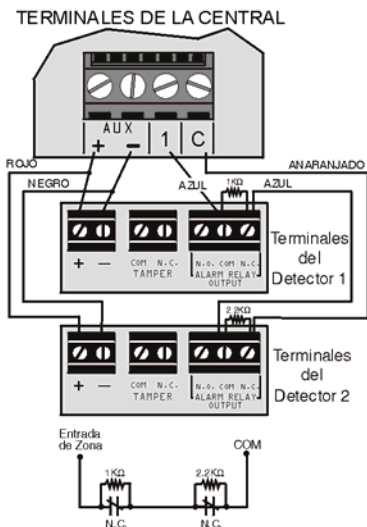 TERMINALES DE LA CENTRAL
AUX
+ − 1 C
ROJO
ANARANJADO
NEGRO
AZUL
1KΩ
AZUL
+ −
COM N.C.
TAMPER
N.O. COM N.C.
ALARM RELAY
OUTPUT
Terminales
del
Detector 1
2.2KΩ
+ −
COM N.C.
TAMPER
N.O. COM N.C.
ALARM RELAY
OUTPUT
Terminales
del
Detector 2
Entrada
de Zona
COM
1KΩ
2.2KΩ
N.C.
N.C.